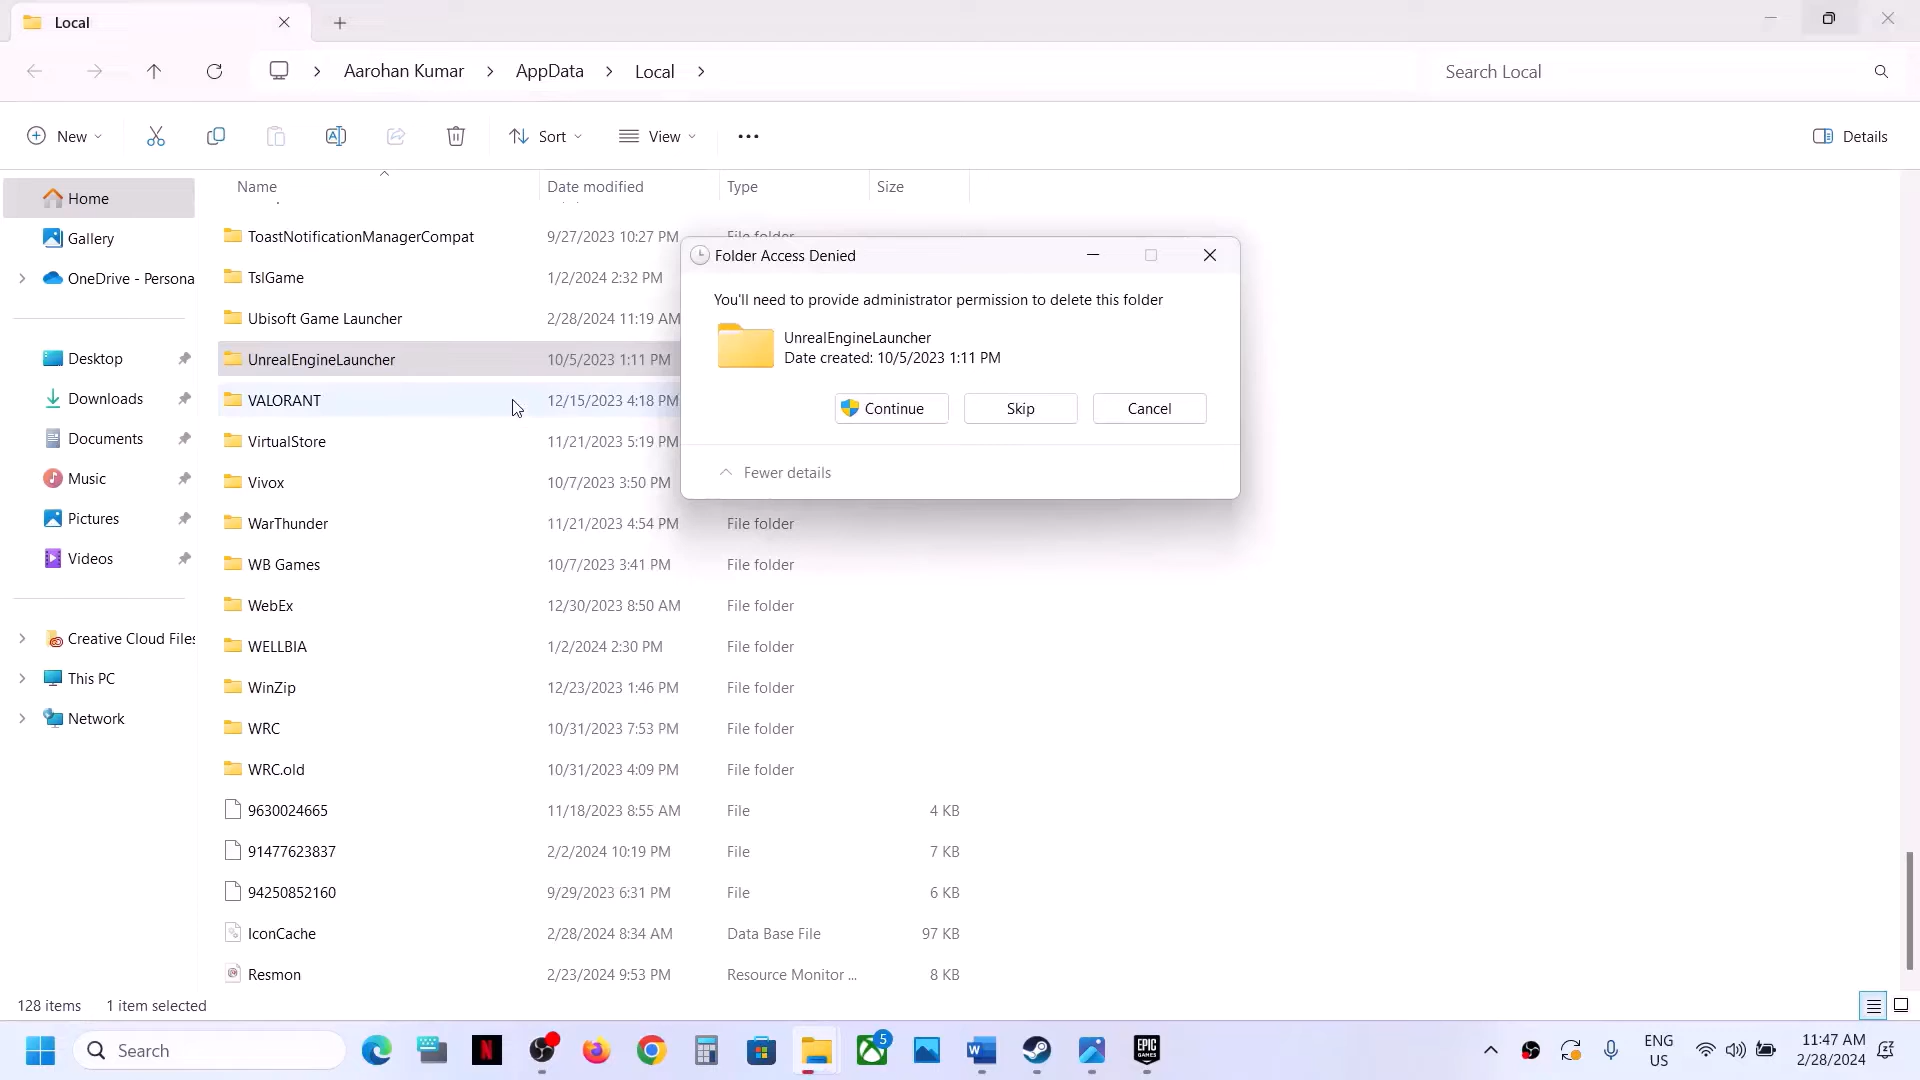 Local
Aarohan Kumar
AppData
Local
Search Local
New
Sort
View
Details
Name
Date modified
Type
Size
Home
Gallery
OneDrive - Persona
Desktop
Downloads
Documents
Music
Pictures
Videos
Creative Cloud Files
This PC
Network
ToastNotificationManagerCompat 9/27/2023 10:27 PM File folder
TslGame 1/2/2024 2:32 PM
Ubisoft Game Launcher 2/28/2024 11:19 AM
UnrealEngineLauncher 10/5/2023 1:11 PM
VALORANT 12/15/2023 4:18 PM
VirtualStore 11/21/2023 5:19 PM
Vivox 10/7/2023 3:50 PM
WarThunder 11/21/2023 4:54 PM File folder
WB Games 10/7/2023 3:41 PM File folder
WebEx 12/30/2023 8:50 AM File folder
WELLBIA 1/2/2024 2:30 PM File folder
WinZip 12/23/2023 1:46 PM File folder
WRC 10/31/2023 7:53 PM File folder
WRC.old 10/31/2023 4:09 PM File folder
9630024665 11/18/2023 8:55 AM File 4 KB
91477623837 2/2/2024 10:19 PM File 7 KB
94250852160 9/29/2023 6:31 PM File 6 KB
IconCache 2/28/2024 8:34 AM Data Base File 97 KB
Resmon 2/23/2024 9:53 PM Resource Monitor ... 8 KB
Folder Access Denied
You'll need to provide administrator permission to delete this folder
UnrealEngineLauncher
Date created: 10/5/2023 1:11 PM
Continue
Skip
Cancel
Fewer details
128 items
1 item selected
Search
N
5
W
EPIC
GAMES
ENG
US
11:47 AM
2/28/2024